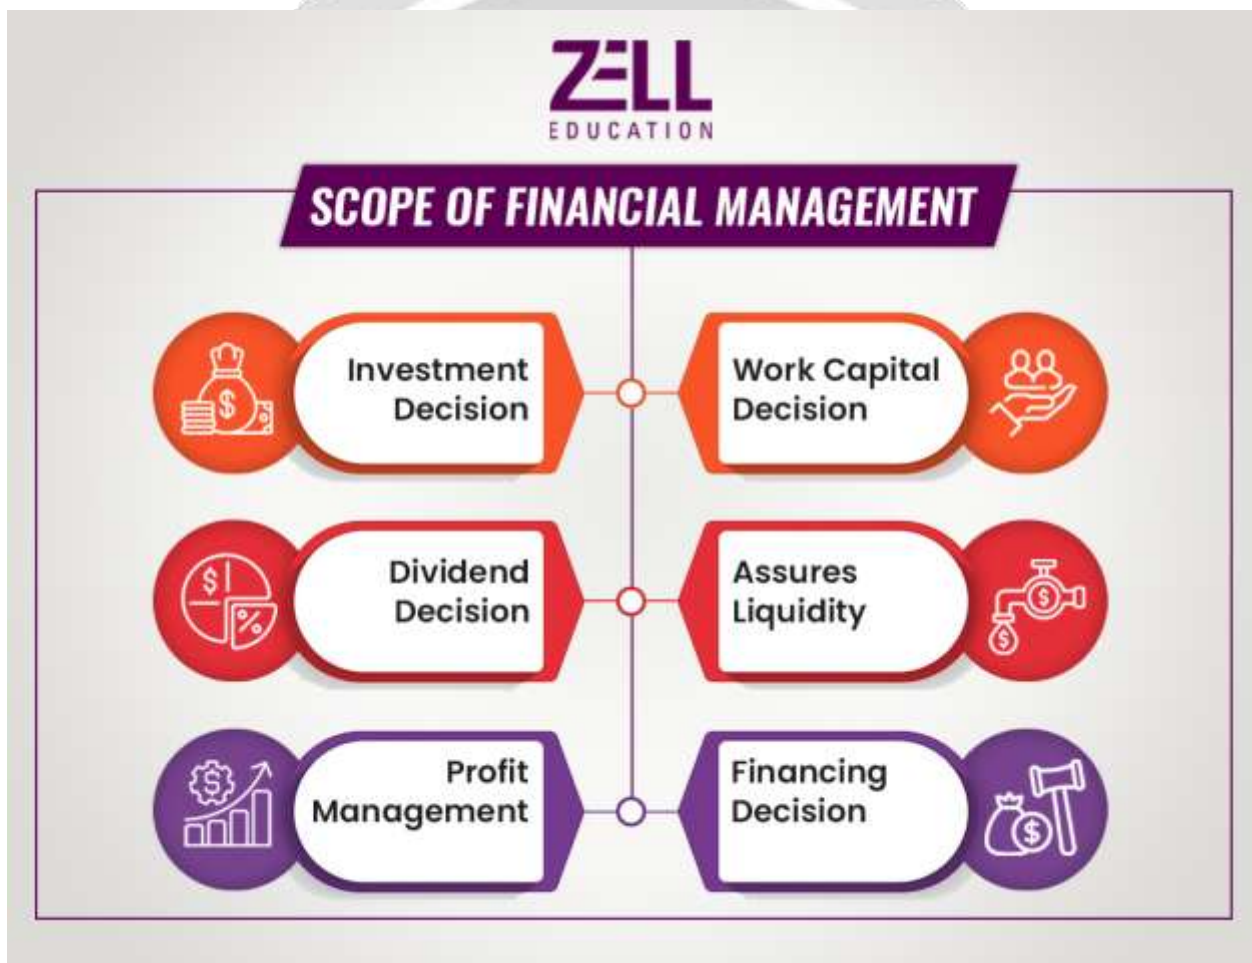 ZELL
EDUCATION
SCOPE OF FINANCIAL MANAGEMENT
Investment
Decision
Work Capital
Decision
Dividend
Decision
Assures
Liquidity
Profit
Management
Financing
Decision